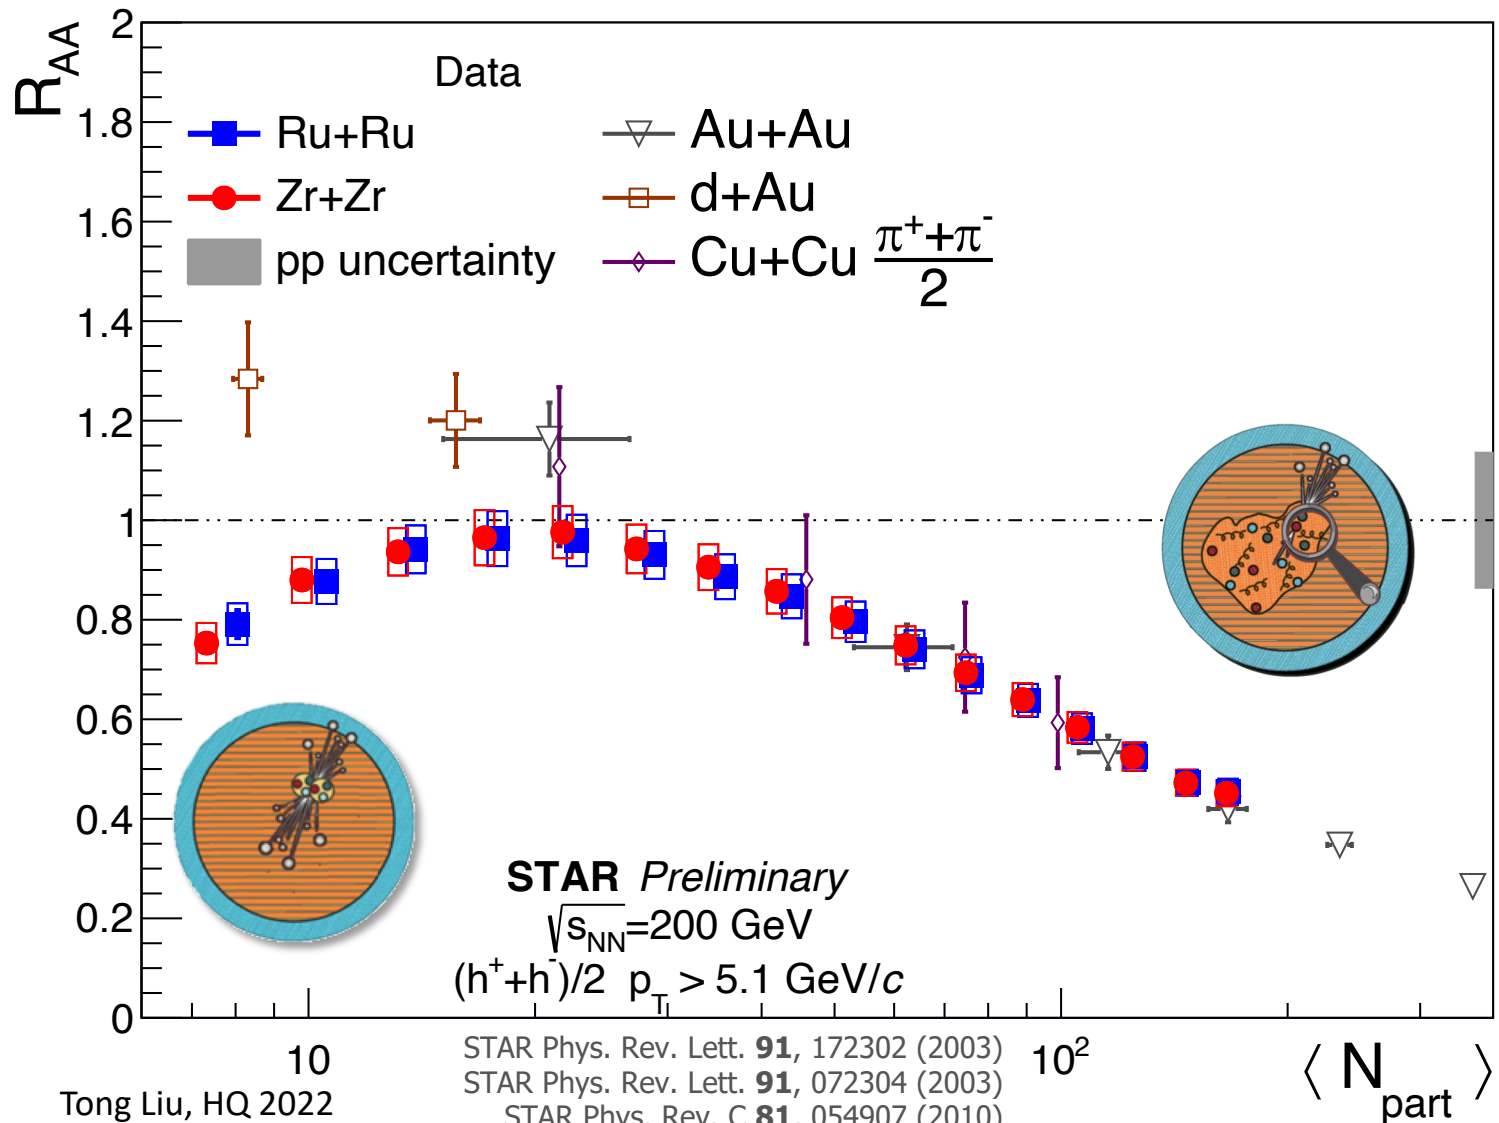 R_AA
2
1.8
1.6
1.4
1.2
1
0.8
0.6
0.4
0.2
0
Data
Ru+Ru
Zr+Zr
pp uncertainty
Au+Au
d+Au
Cu+Cu (π⁺+π⁻)/2
STAR Preliminary
√s_NN=200 GeV
(h⁺+h⁻)/2 p_T > 5.1 GeV/c
10
10²
⟨ N_part ⟩
STAR Phys. Rev. Lett. 91, 172302 (2003)
STAR Phys. Rev. Lett. 91, 072304 (2003)
STAR Phys. Rev. C 81, 054907 (2010)
Tong Liu, HQ 2022